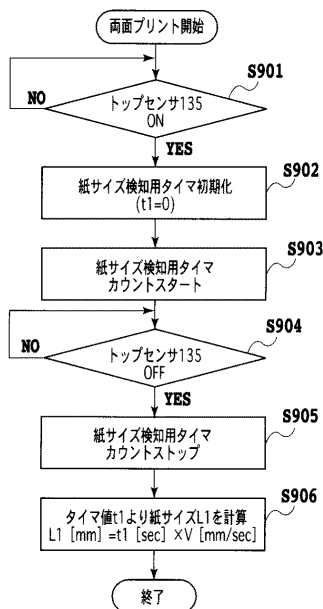 両面プリント開始
S901
トップセンサ135
ON
NO
YES
S902
紙サイズ検知用タイマ初期化
(t1=0)
S903
紙サイズ検知用タイマ
カウントスタート
S904
トップセンサ135
OFF
NO
YES
S905
紙サイズ検知用タイマ
カウントストップ
S906
タイマ値t1より紙サイズL1を計算
L1 [mm] =t1 [sec] ×V [mm/sec]
終了